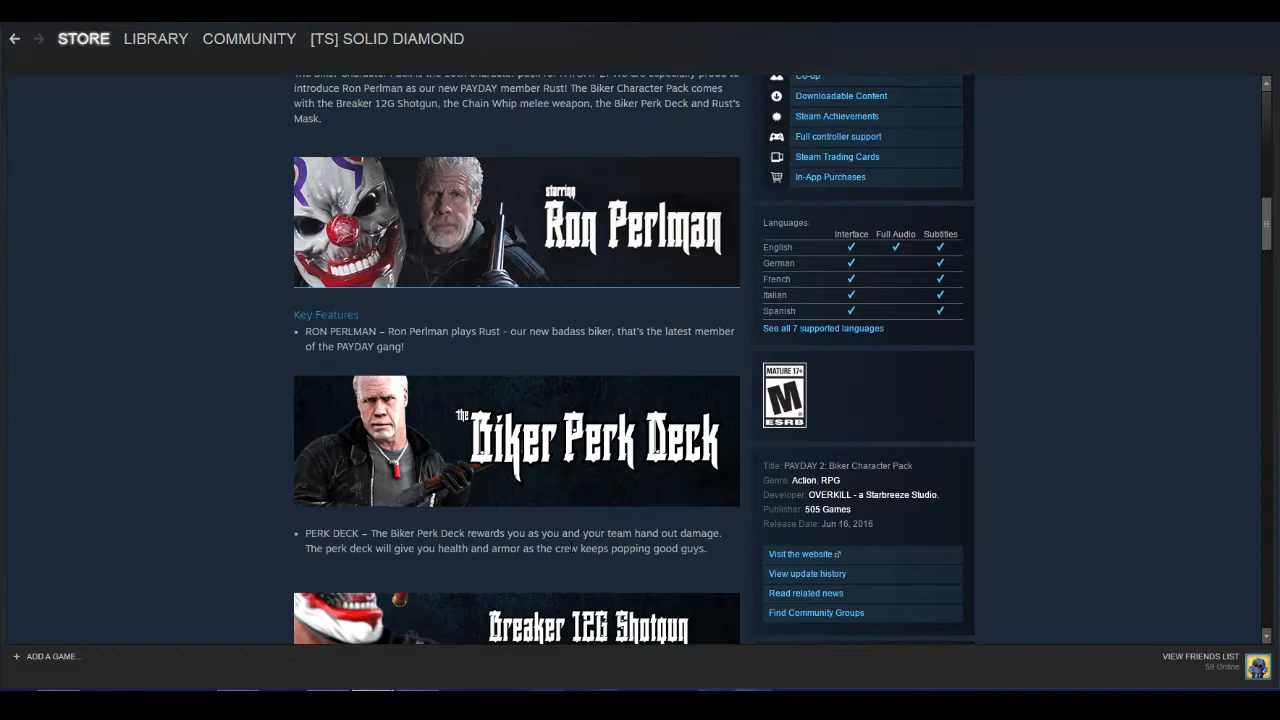 STORE LIBRARY COMMUNITY [TS] SOLID DIAMOND
introduce Ron Perlman as our new PAYDAY member Rust! The Biker Character Pack comes
with the Breaker 12G Shotgun, the Chain Whip melee weapon, the Biker Perk Deck and Rust's
Mask.
starring
Ron Perlman
Key Features
• RON PERLMAN – Ron Perlman plays Rust - our new badass biker, that's the latest member
of the PAYDAY gang!
the
Biker Perk Deck
• PERK DECK – The Biker Perk Deck rewards you as you and your team hand out damage.
The perk deck will give you health and armor as the crew keeps popping good guys.
Breaker 12G Shotgun
Co-op
Downloadable Content
Steam Achievements
Full controller support
Steam Trading Cards
In-App Purchases
Languages:
Interface Full Audio Subtitles
English ✓ ✓ ✓
German ✓ ✓
French ✓ ✓
Italian ✓ ✓
Spanish ✓ ✓
See all 7 supported languages
MATURE 17+
M
ESRB
Title: PAYDAY 2: Biker Character Pack
Genre: Action, RPG
Developer: OVERKILL - a Starbreeze Studio.
Publisher: 505 Games
Release Date: Jun 16, 2016
Visit the website
View update history
Read related news
Find Community Groups
+ ADD A GAME...
VIEW FRIENDS LIST
59 Online